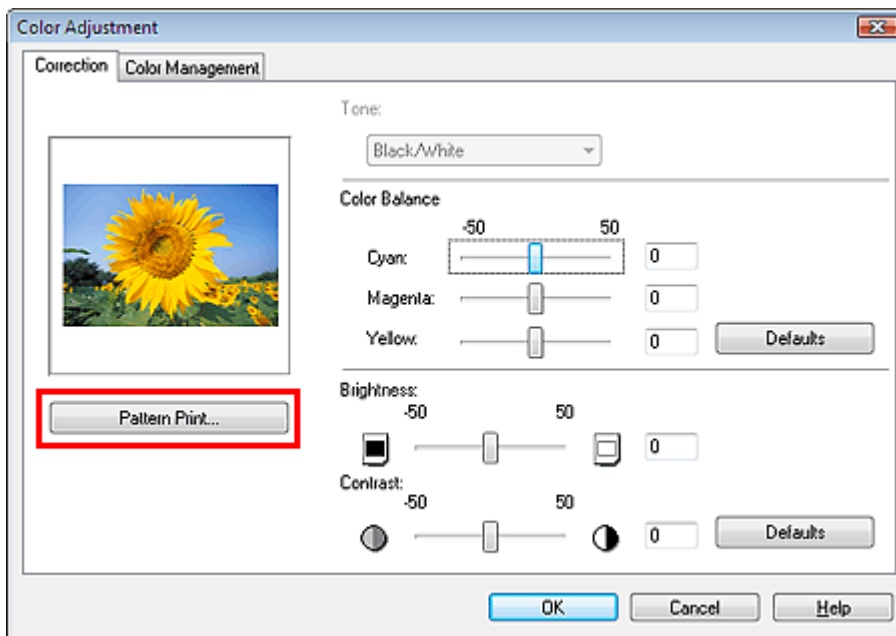 Color Adjustment
Correction Color Management
Tone:
Black/White
Color Balance
-50 50
Cyan: 0
Magenta: 0
Yellow: 0 Defaults
Pattern Print...
Brightness:
-50 50
0
Contrast:
-50 50
0 Defaults
OK Cancel Help